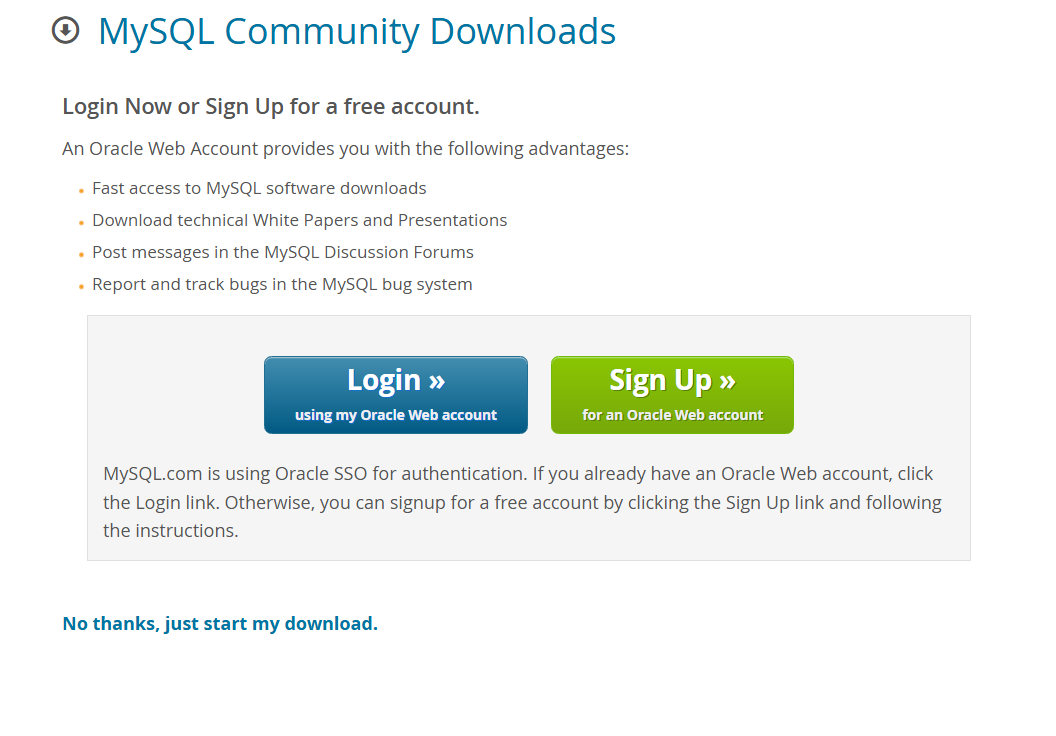 MySQL Community Downloads
Login Now or Sign Up for a free account.
An Oracle Web Account provides you with the following advantages:
Fast access to MySQL software downloads
Download technical White Papers and Presentations
Post messages in the MySQL Discussion Forums
Report and track bugs in the MySQL bug system
Login »
using my Oracle Web account
Sign Up »
for an Oracle Web account
MySQL.com is using Oracle SSO for authentication. If you already have an Oracle Web account, click
the Login link. Otherwise, you can signup for a free account by clicking the Sign Up link and following
the instructions.
No thanks, just start my download.